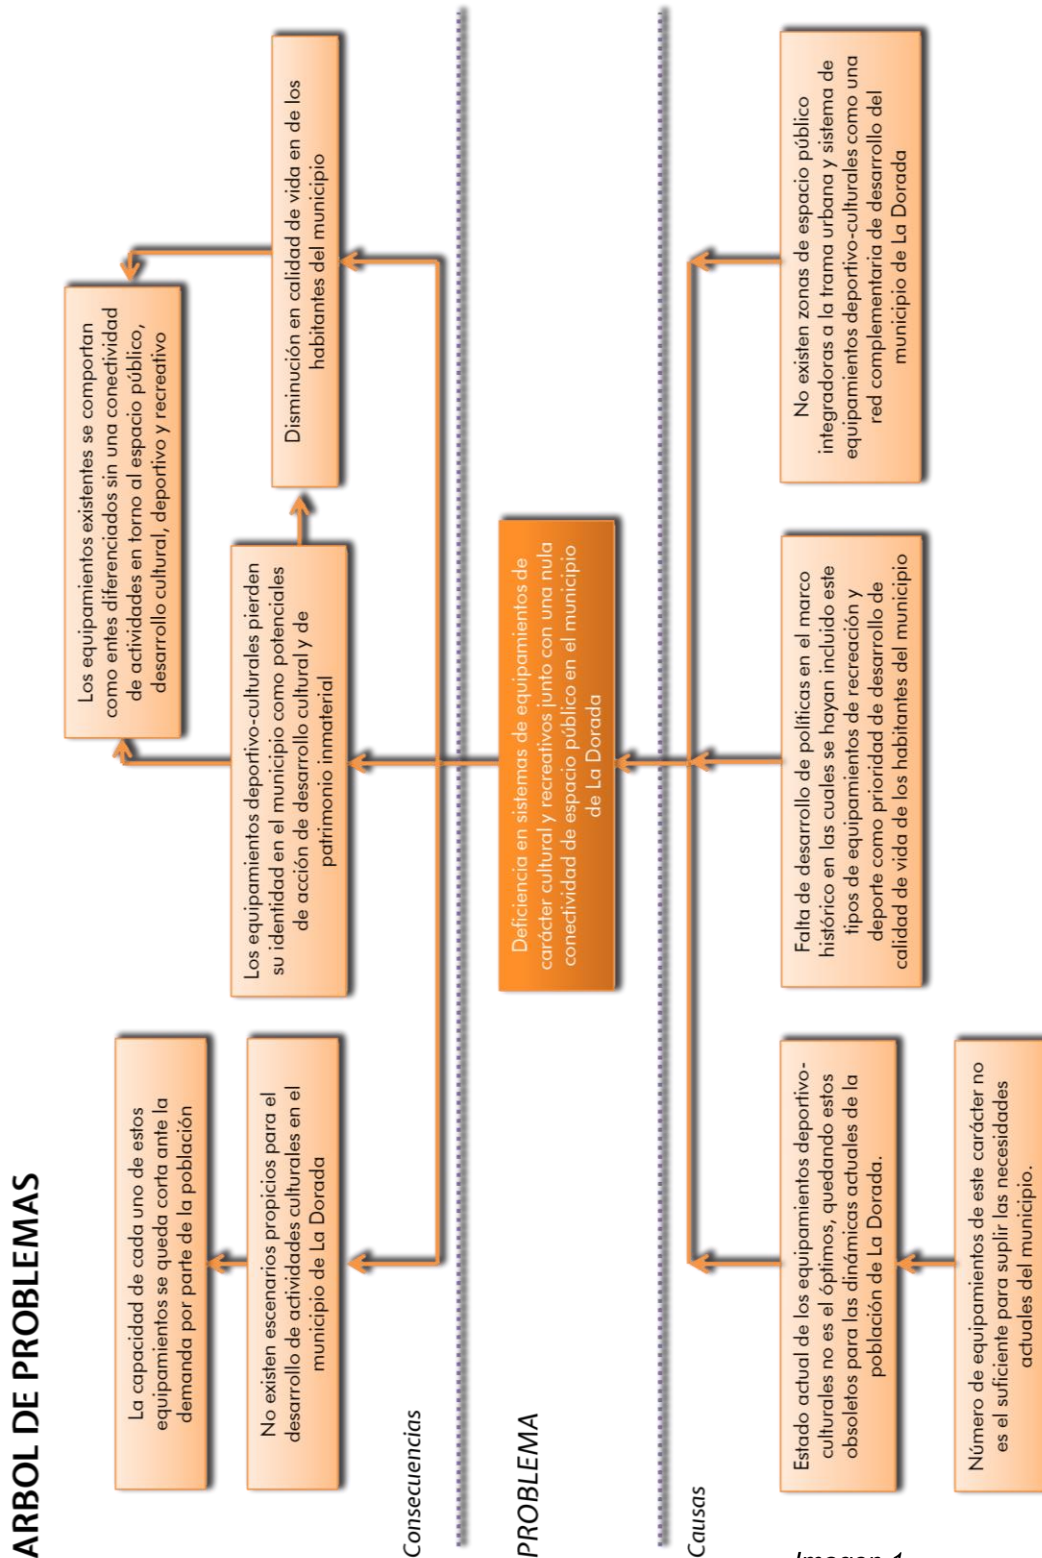 ARBOL DE PROBLEMAS
La capacidad de cada uno de estos
equipamientos se queda corta ante la
demanda por parte de la población
No existen escenarios propicios para el
desarrollo de actividades culturales en el
municipio de La Dorada
Los equipamientos existentes se comportan
como entes diferenciados sin una conectividad
de actividades en torno al espacio público,
desarrollo cultural, deportivo y recreativo
Los equipamientos deportivo-culturales pierden
su identidad en el municipio como potenciales
de acción de desarrollo cultural y de
patrimonio inmaterial
Disminución en calidad de vida en de los
habitantes del municipio
Consecuencias
PROBLEMA
Deficiencia en sistemas de equipamientos de
carácter cultural y recreativos junto con una nula
conectividad de espacio público en el municipio
de La Dorada
Causas
Estado actual de los equipamientos deportivo-
culturales no es el óptimos, quedando estos
obsoletos para las dinámicas actuales de la
población de La Dorada.
Número de equipamientos de este carácter no
es el suficiente para suplir las necesidades
actuales del municipio.
Falta de desarrollo de políticas en el marco
histórico en las cuales se hayan incluido este
tipos de equipamientos de recreación y
deporte como prioridad de desarrollo de
calidad de vida de los habitantes del municipio
No existen zonas de espacio público
integradoras a la trama urbana y sistema de
equipamientos deportivo-culturales como una
red complementaria de desarrollo del
municipio de La Dorada
Imagen 1